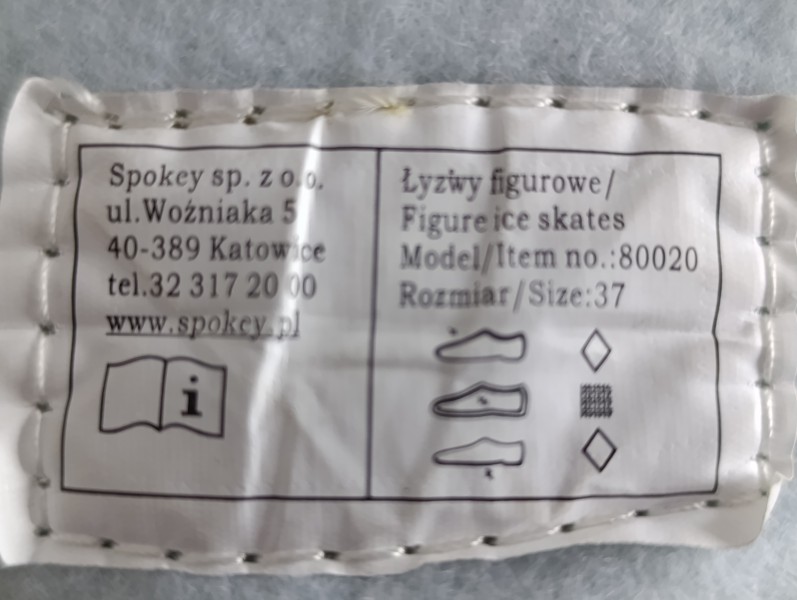 Spokey sp. z o.o.
ul.Woźniaka 5
40-389 Katowice
tel.32 317 20 00
www.spokey.pl
i
Łyzwy figurowe/
Figure ice skates
Model/Item no.:80020
Rozmiar/Size:37